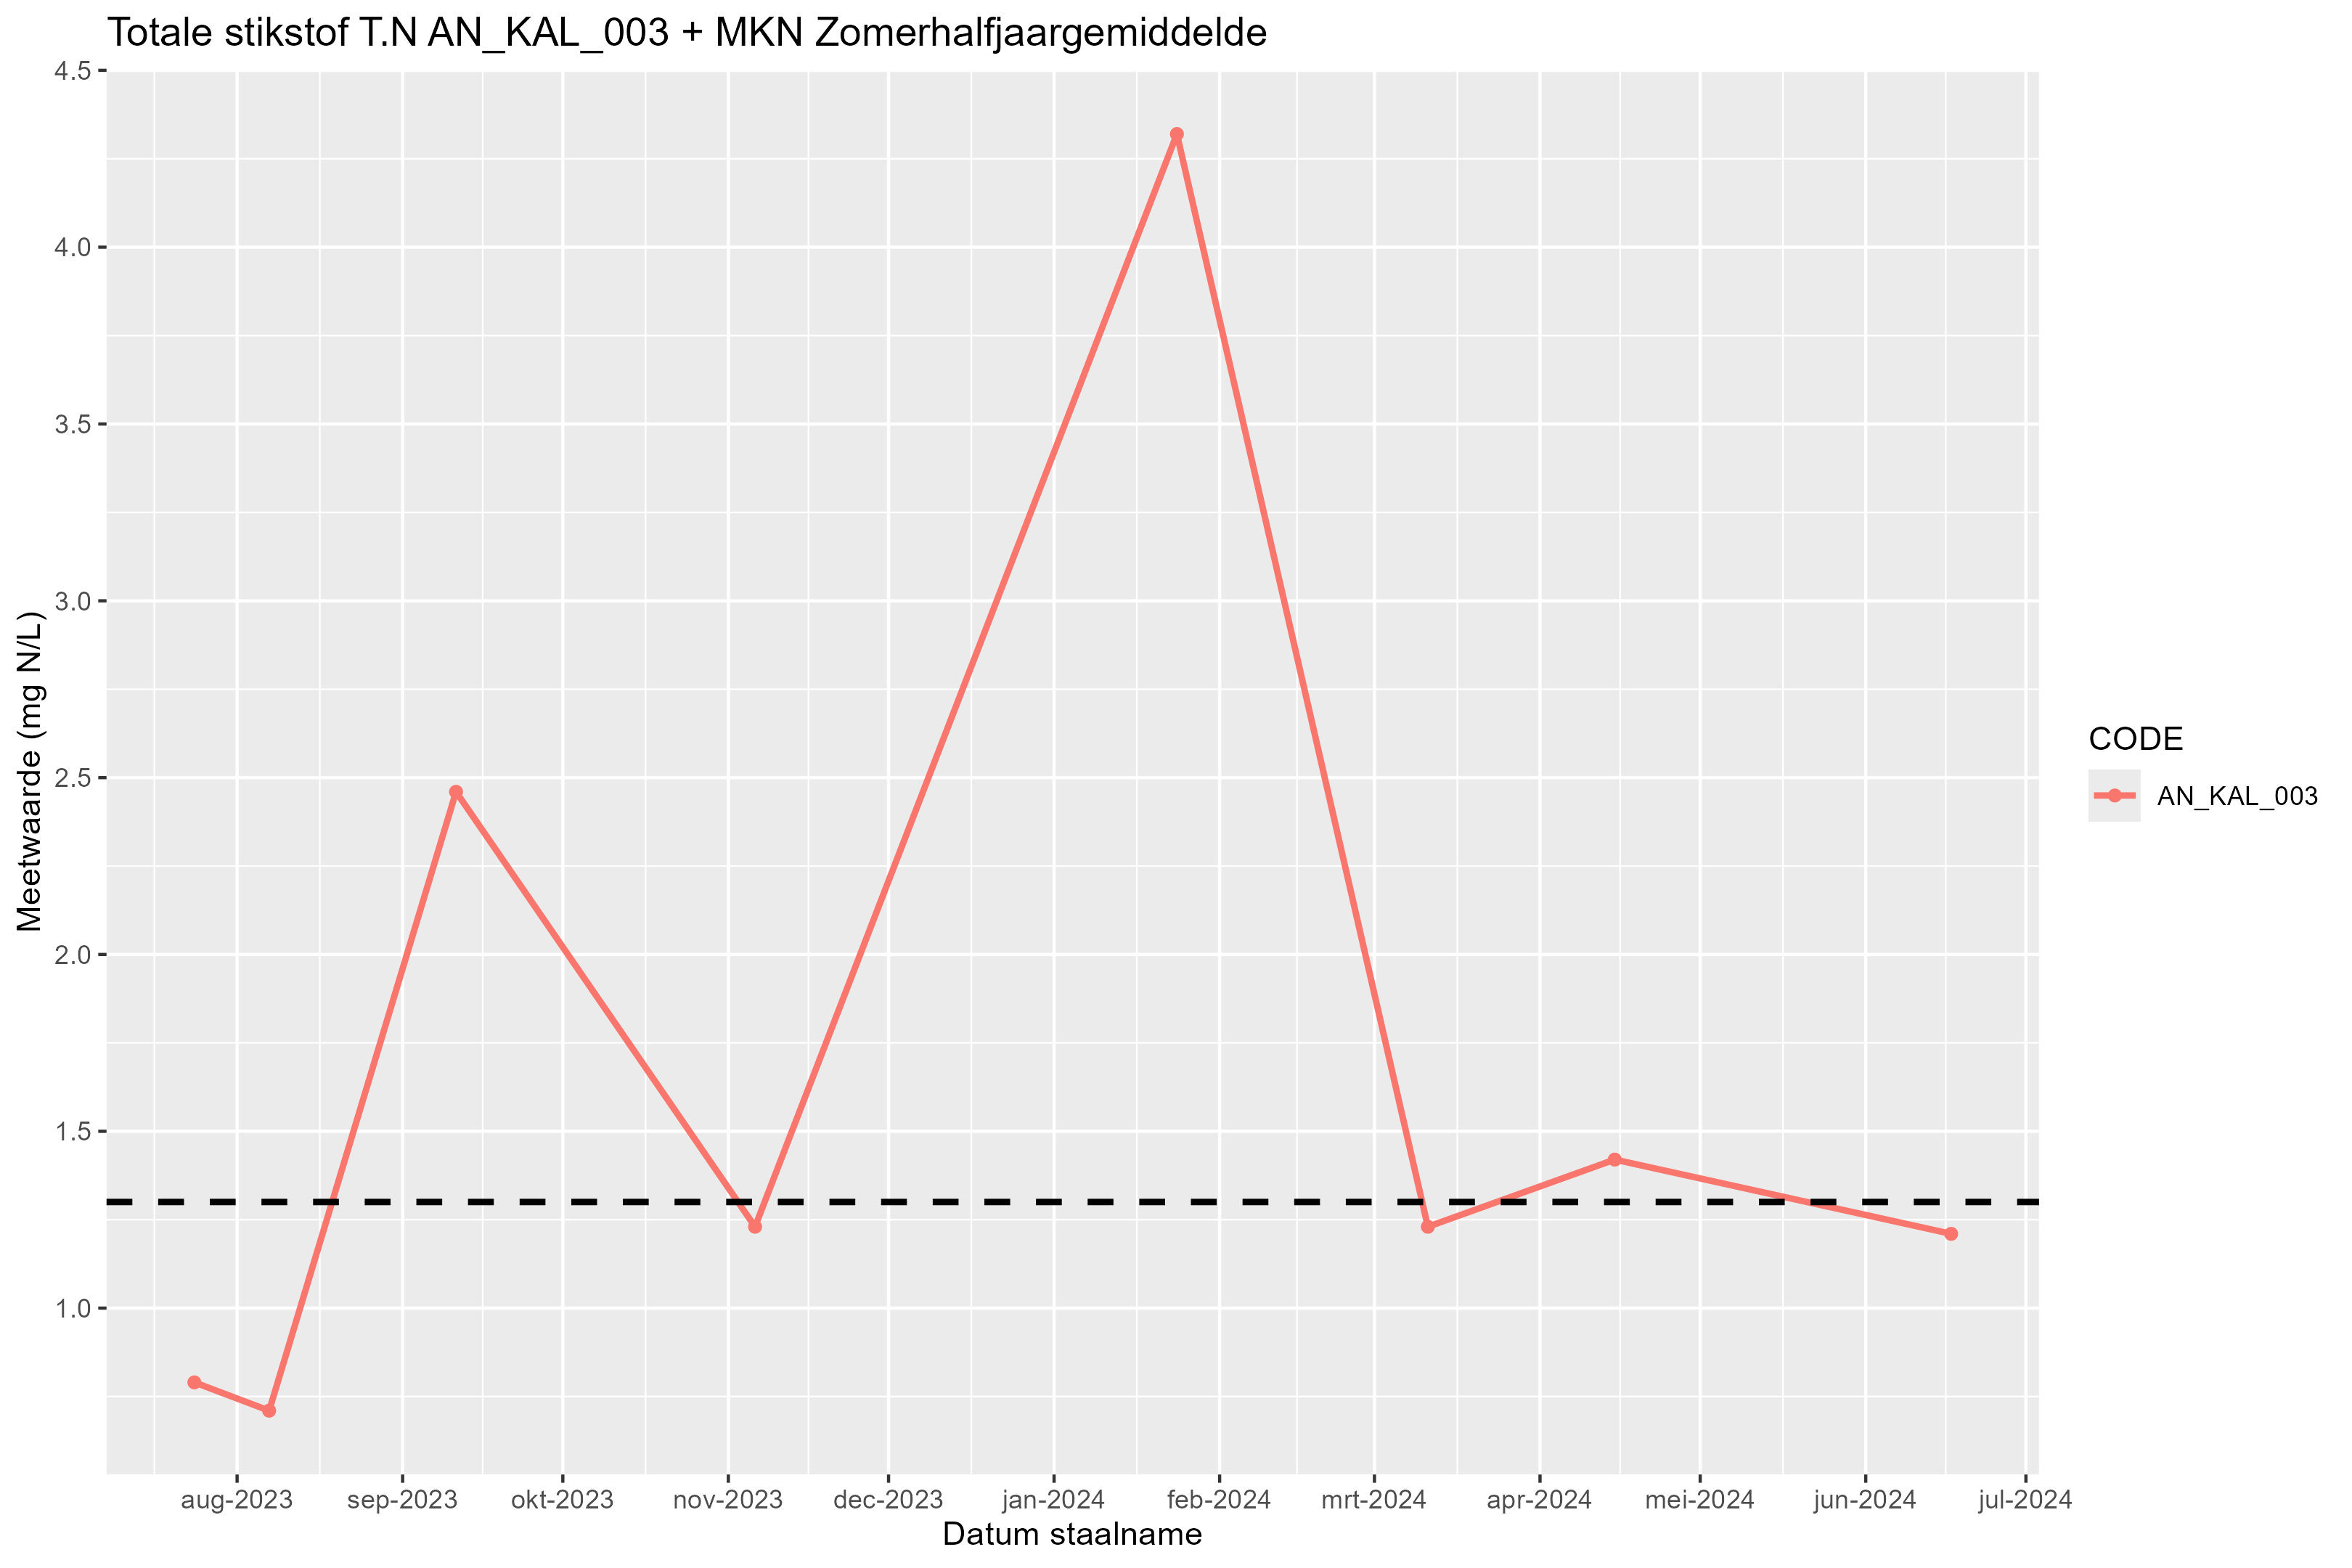 Totale stikstof T.N AN_KAL_003 + MKN Zomerhalfjaargemiddelde
4.5
4.0
3.5
3.0
2.5
2.0
1.5
1.0
Meetwaarde (mg N/L)
aug-2023 sep-2023 okt-2023 nov-2023 dec-2023 jan-2024 feb-2024 mrt-2024 apr-2024 mei-2024 jun-2024 jul-2024
Datum staalname
CODE
AN_KAL_003